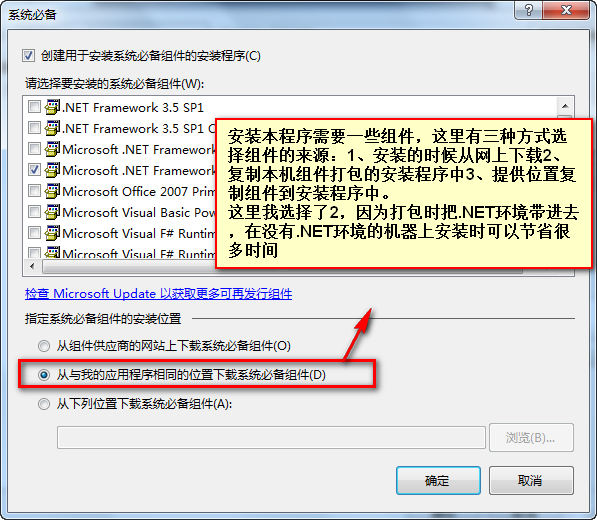 系统必备
创建用于安装系统必备组件的安装程序(C)
请选择要安装的系统必备组件(W):
.NET Framework 3.5 SP1
.NET Framework 3.5 SP1 C
Microsoft .NET Framework
Microsoft .NET Framework
Microsoft Office 2007 Prim
Microsoft Visual Basic Pow
Microsoft Visual F# Runtim
Microsoft Visual F# Runtim
安装本程序需要一些组件，这里有三种方式选
择组件的来源：1、安装的时候从网上下载2、
复制本机组件打包的安装程序中3、提供位置复
制组件到安装程序中。
这里我选择了2，因为打包时把.NET环境带进去
，在没有.NET环境的机器上安装时可以节省很
多时间
检查 Microsoft Update 以获取更多可再发行组件
指定系统必备组件的安装位置
从组件供应商的网站上下载系统必备组件(O)
从与我的应用程序相同的位置下载系统必备组件(D)
从下列位置下载系统必备组件(A):
浏览(B)...
确定
取消